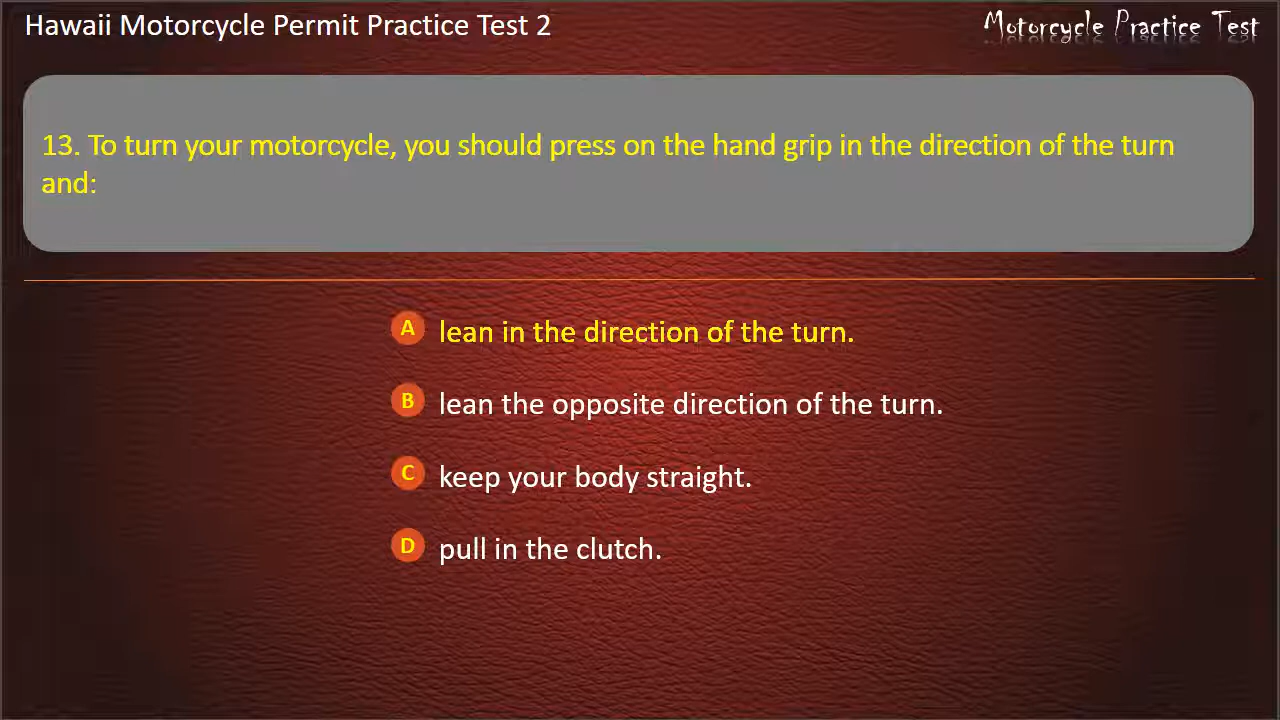 Hawaii Motorcycle Permit Practice Test 2
Motorcycle Practice Test
13. To turn your motorcycle, you should press on the hand grip in the direction of the turn
and:
A lean in the direction of the turn.
B lean the opposite direction of the turn.
C keep your body straight.
D pull in the clutch.